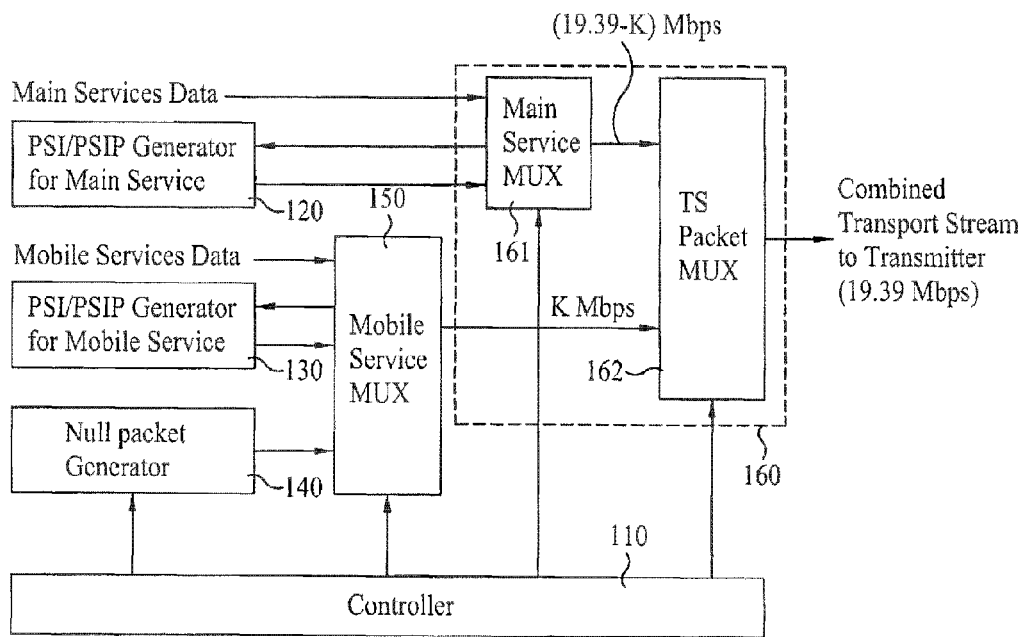 (19.39-K) Mbps
Main Services Data
Main
Service
MUX
PSI/PSIP Generator
for Main Service
120
150
161
TS
Packet
MUX
Combined
Transport Stream
to Transmitter
(19.39 Mbps)
Mobile Services Data
PSI/PSIP Generator
for Mobile Service
130
Mobile
Service
MUX
K Mbps
162
Null packet
Generator
140
160
110
Controller